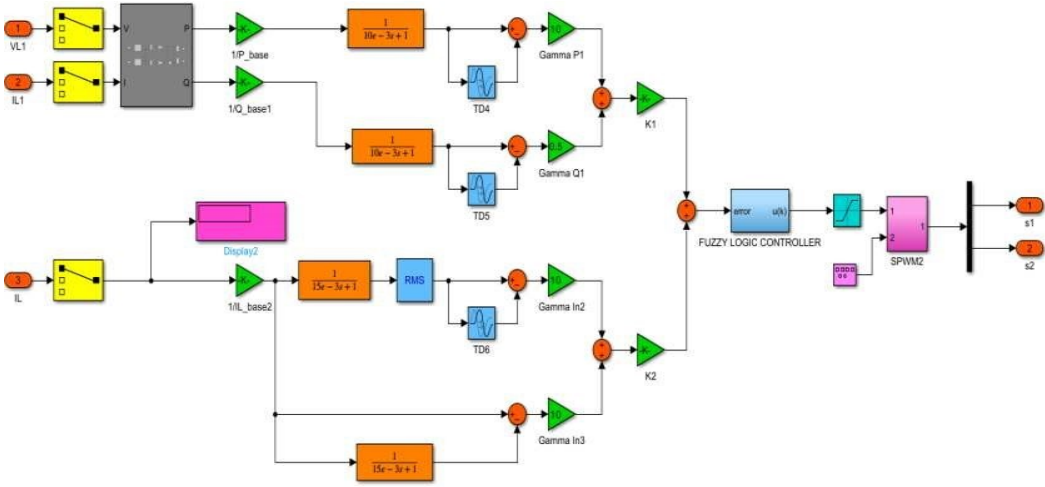 1
VL1
2
IL1
V
I
P
Q
-K-
1/P_base
-K-
1/Q_base1
1
10e − 3s + 1
1
10e − 3s + 1
TD4
TD5
10
Gamma P1
0.5
Gamma Q1
-K-
K1
error
u(k)
FUZZY LOGIC CONTROLLER
1
2
1
SPWM2
1
s1
2
s2
Display2
3
IL
-K-
1/IL_base2
1
15e − 3s + 1
RMS
TD6
10
Gamma In2
-K-
K2
10
Gamma In3
1
15e − 3s + 1